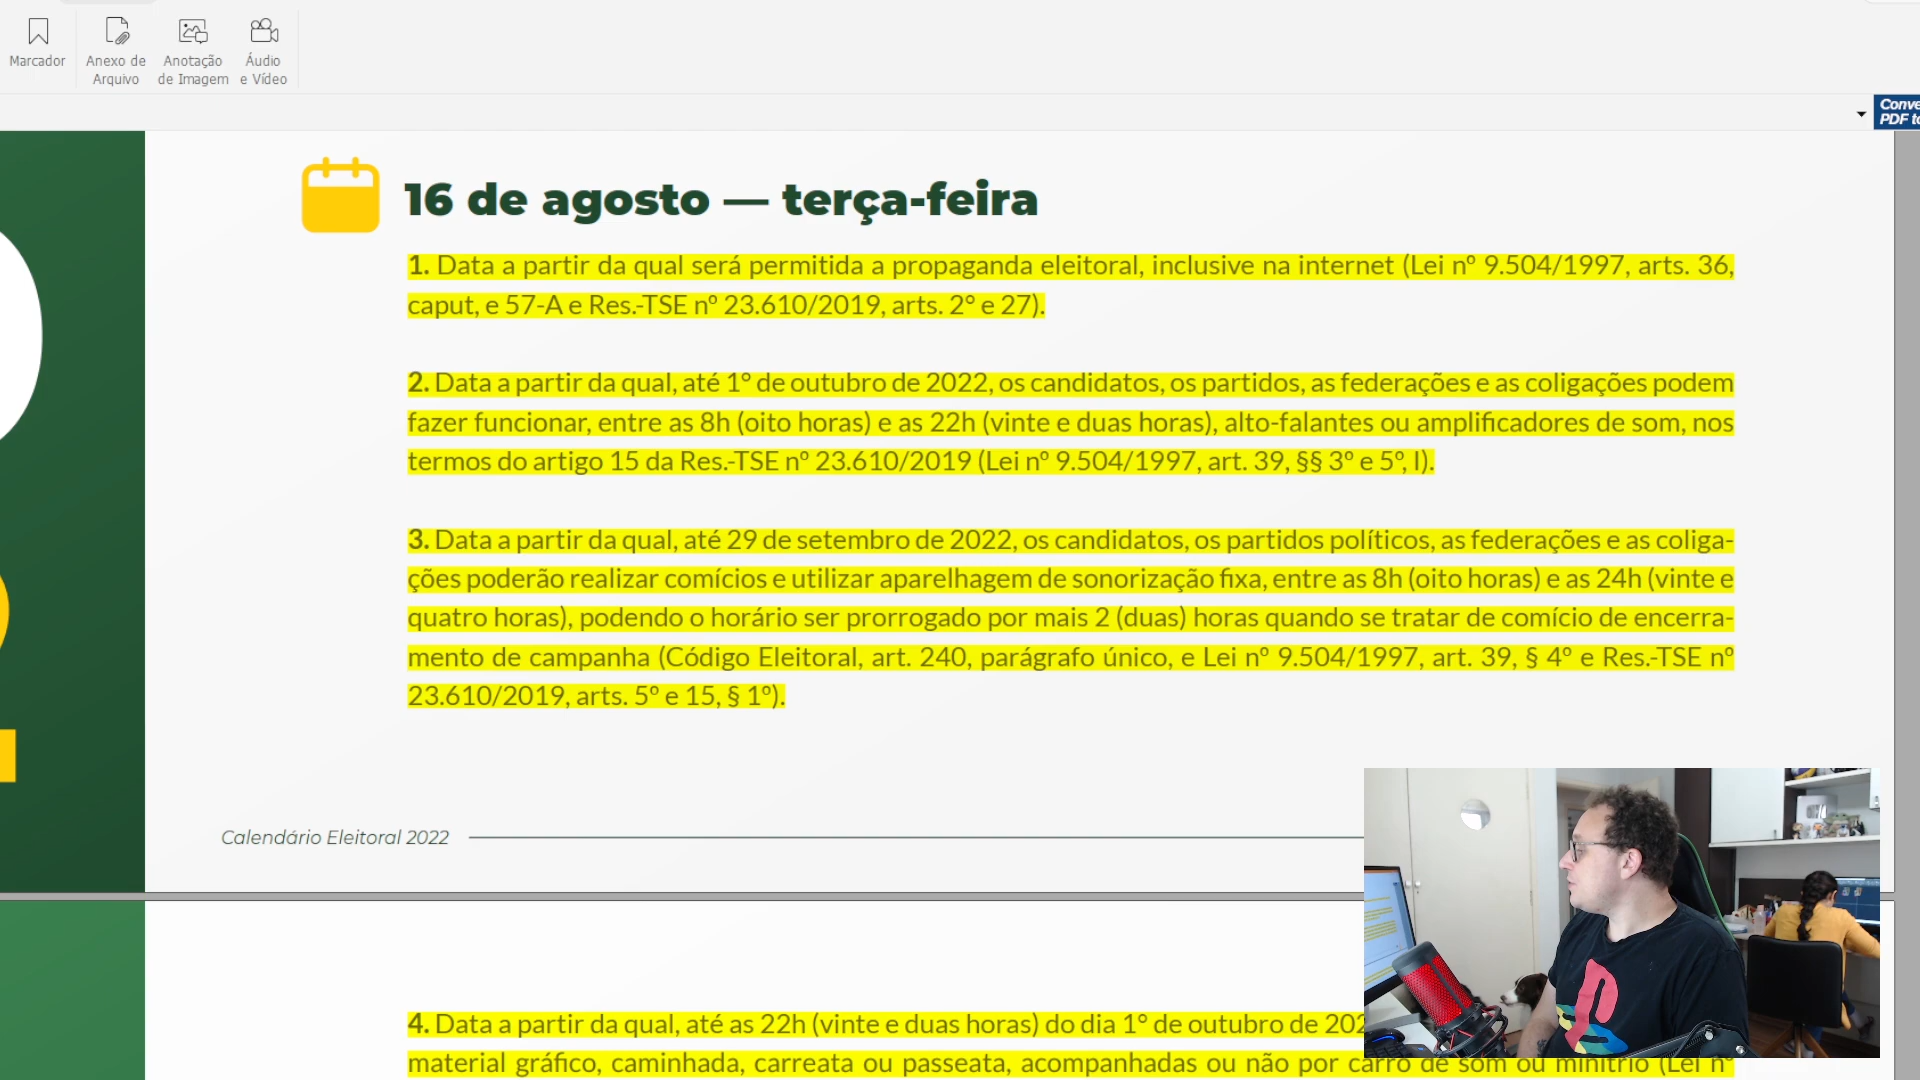 Marcador
Anexo de
Arquivo
Anotação
de Imagem
Áudio
e Vídeo
16 de agosto — terça-feira
1. Data a partir da qual será permitida a propaganda eleitoral, inclusive na internet (Lei nº 9.504/1997, arts. 36,
caput, e 57-A e Res.-TSE nº 23.610/2019, arts. 2° e 27).
2. Data a partir da qual, até 1° de outubro de 2022, os candidatos, os partidos, as federações e as coligações podem
fazer funcionar, entre as 8h (oito horas) e as 22h (vinte e duas horas), alto-falantes ou amplificadores de som, nos
termos do artigo 15 da Res.-TSE nº 23.610/2019 (Lei nº 9.504/1997, art. 39, §§ 3º e 5º, I).
3. Data a partir da qual, até 29 de setembro de 2022, os candidatos, os partidos políticos, as federações e as coliga-
ções poderão realizar comícios e utilizar aparelhagem de sonorização fixa, entre as 8h (oito horas) e as 24h (vinte e
quatro horas), podendo o horário ser prorrogado por mais 2 (duas) horas quando se tratar de comício de encerra-
mento de campanha (Código Eleitoral, art. 240, parágrafo único, e Lei nº 9.504/1997, art. 39, § 4º e Res.-TSE nº
23.610/2019, arts. 5º e 15, § 1º).
Calendário Eleitoral 2022
4. Data a partir da qual, até as 22h (vinte e duas horas) do dia 1° de outubro de
material gráfico, caminhada, carreata ou passeata, acompanhadas ou não por carro de som ou minitrio (Lei nº
PDF